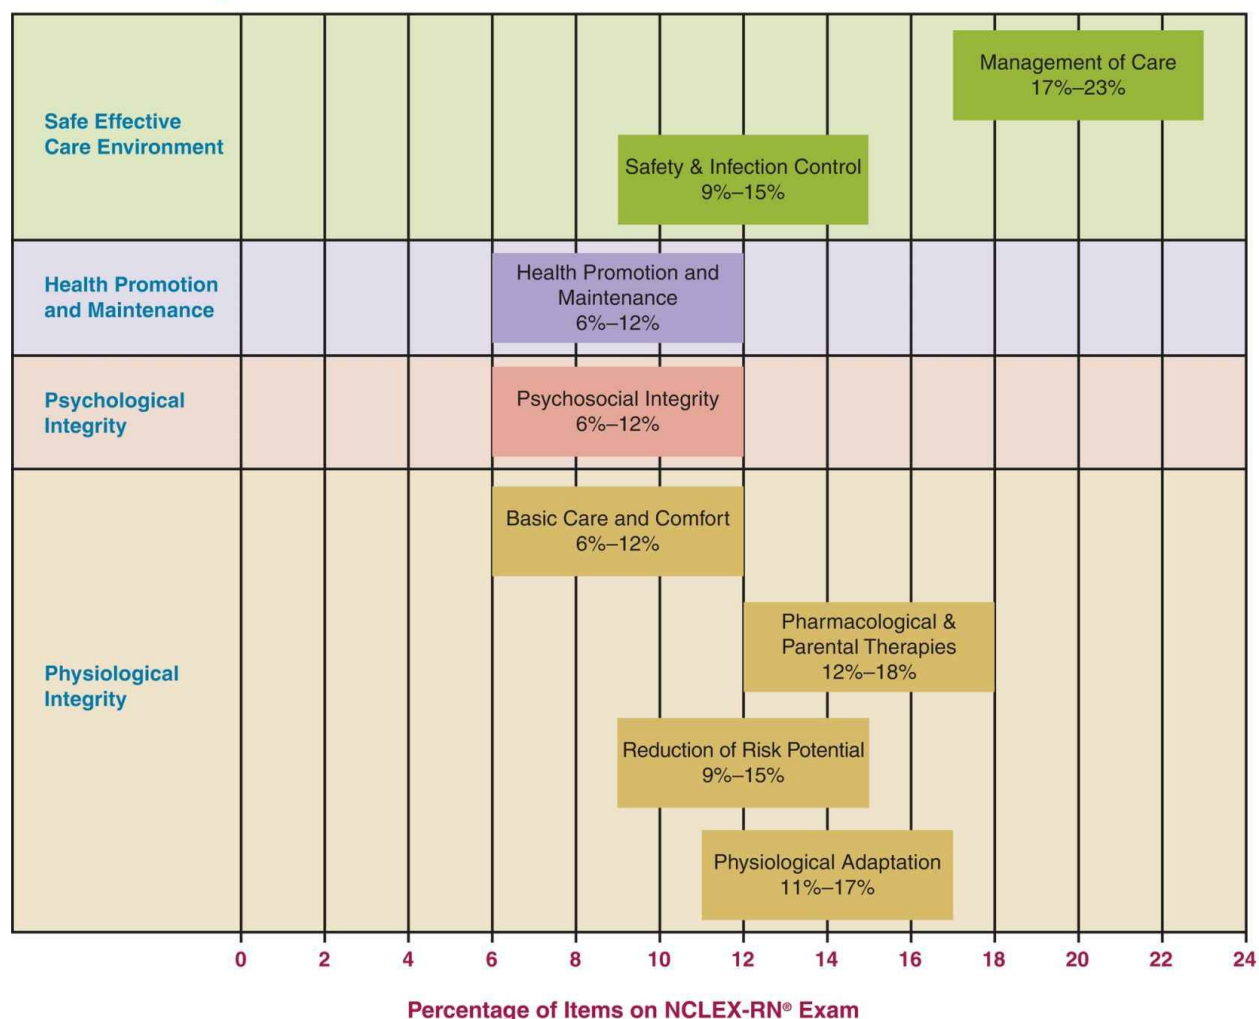 Safe Effective
Care Environment
Management of Care
17%–23%
Safety & Infection Control
9%–15%
Health Promotion
and Maintenance
Health Promotion and
Maintenance
6%–12%
Psychological
Integrity
Psychosocial Integrity
6%–12%
Physiological
Integrity
Basic Care and Comfort
6%–12%
Pharmacological &
Parental Therapies
12%–18%
Reduction of Risk Potential
9%–15%
Physiological Adaptation
11%–17%
0 2 4 6 8 10 12 14 16 18 20 22 24
Percentage of Items on NCLEX-RN® Exam